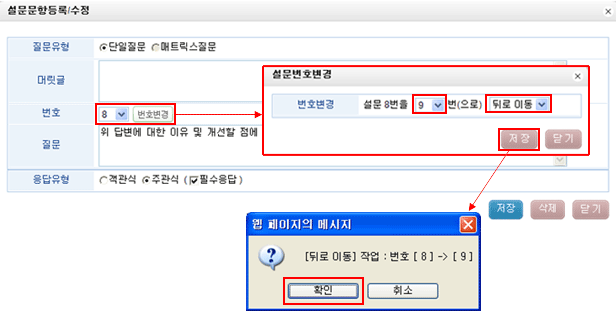 설문문항등록/수정
질문유형 단일질문 매트릭스질문
머릿글
번호 8 번호변경
질문 위 답변에 대한 이유 및 개선할 점에
응답유형 객관식 주관식 ( 필수응답 )
저장 삭제 닫기
설문번호변경
번호변경 설문 8번을 9 번(으로) 뒤로 이동
저장 닫기
웹 페이지의 메시지
[뒤로 이동] 작업 : 번호 [ 8 ] -> [ 9 ]
확인 취소